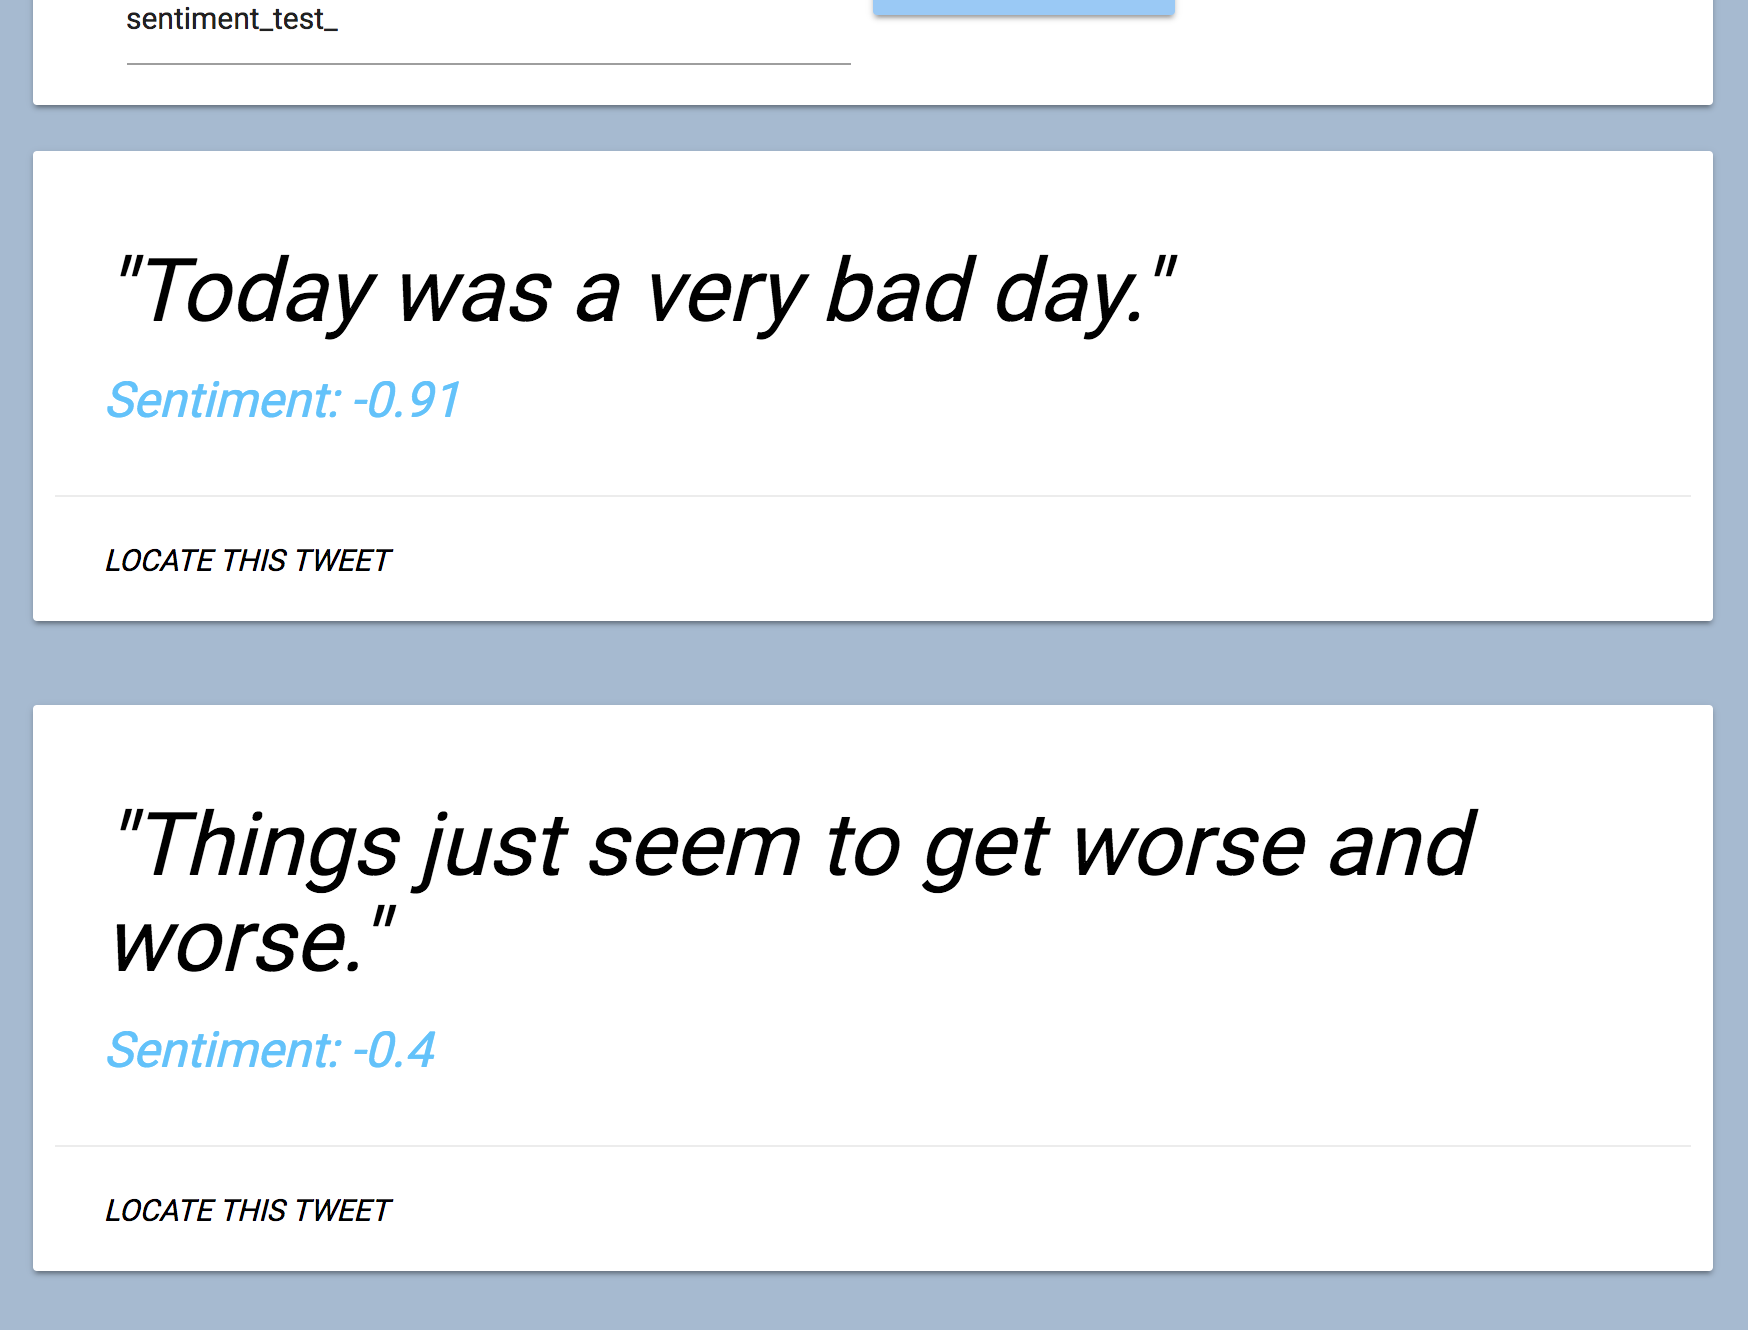 sentiment_test_
"Today was a very bad day."
Sentiment: -0.91
LOCATE THIS TWEET
"Things just seem to get worse and
worse."
Sentiment: -0.4
LOCATE THIS TWEET